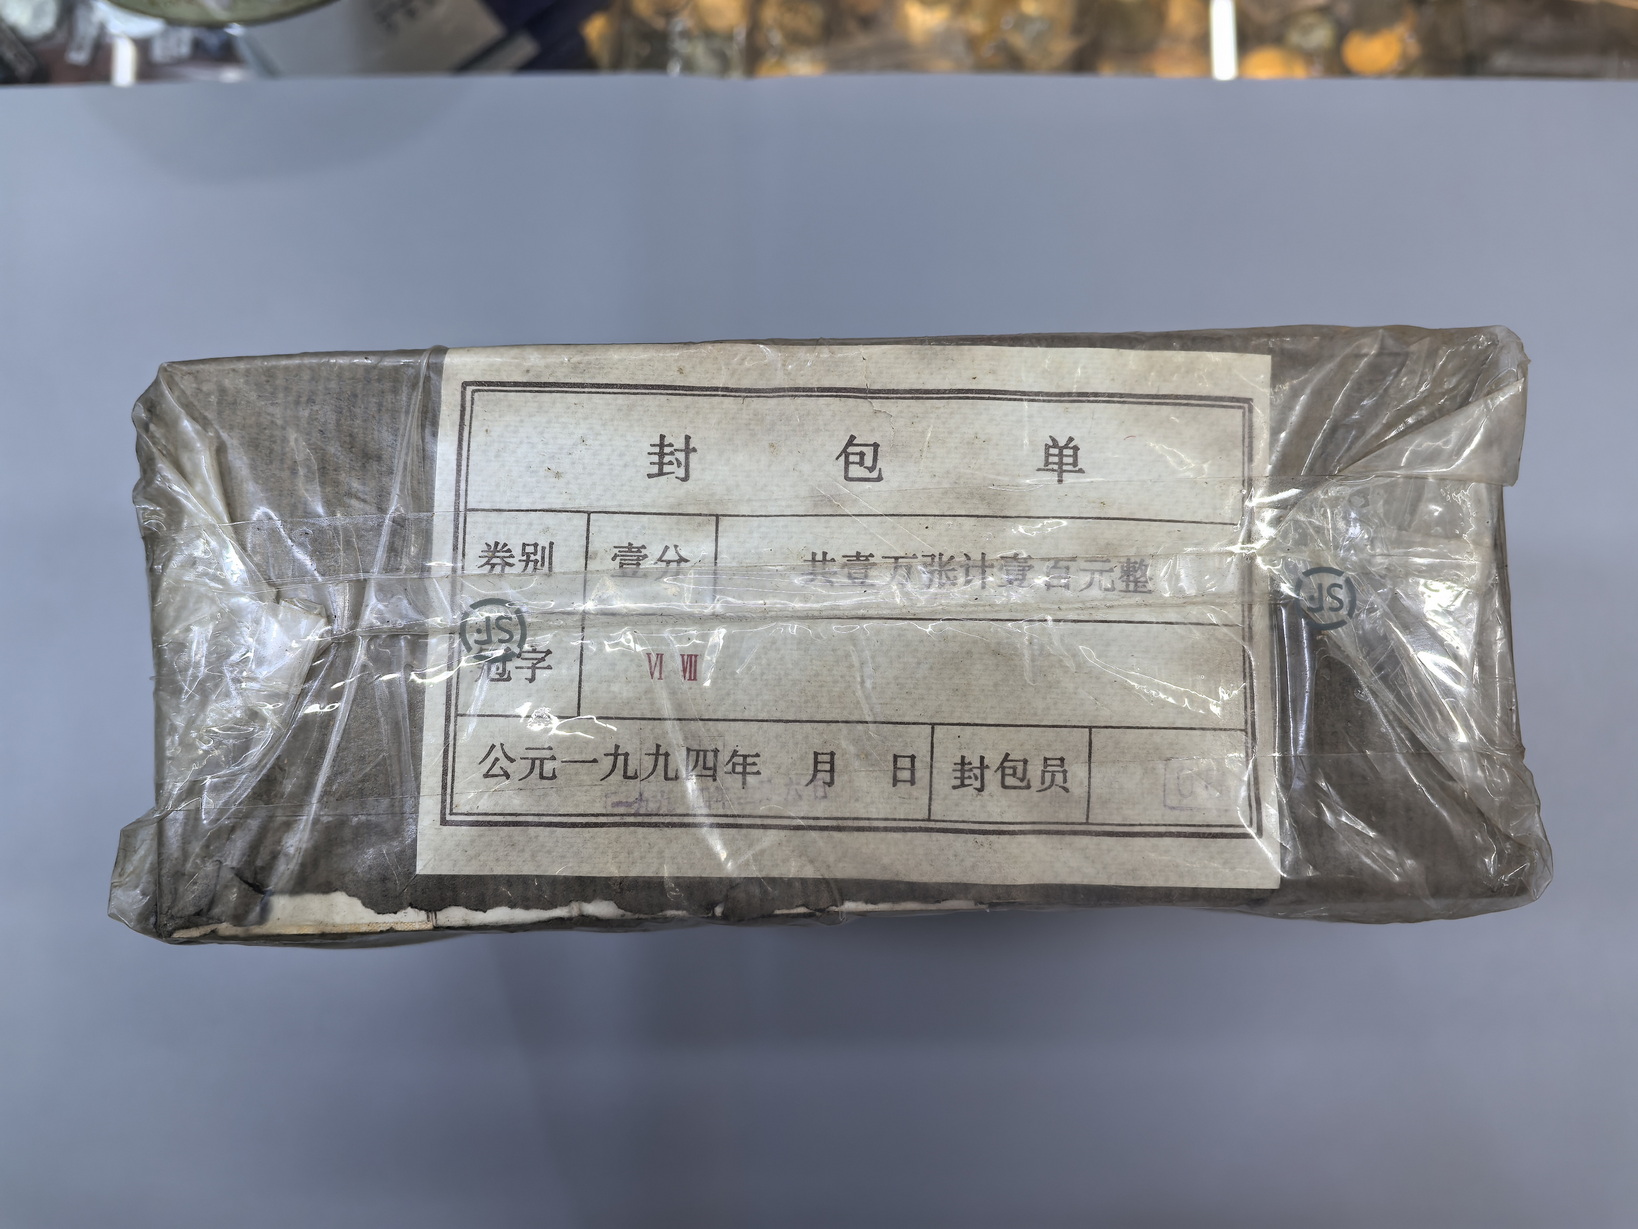 封包单
券别 壹分 共壹万张计壹百元整
JS JS
冠字 Ⅵ Ⅶ
公元一九九四年 月 日 封包员